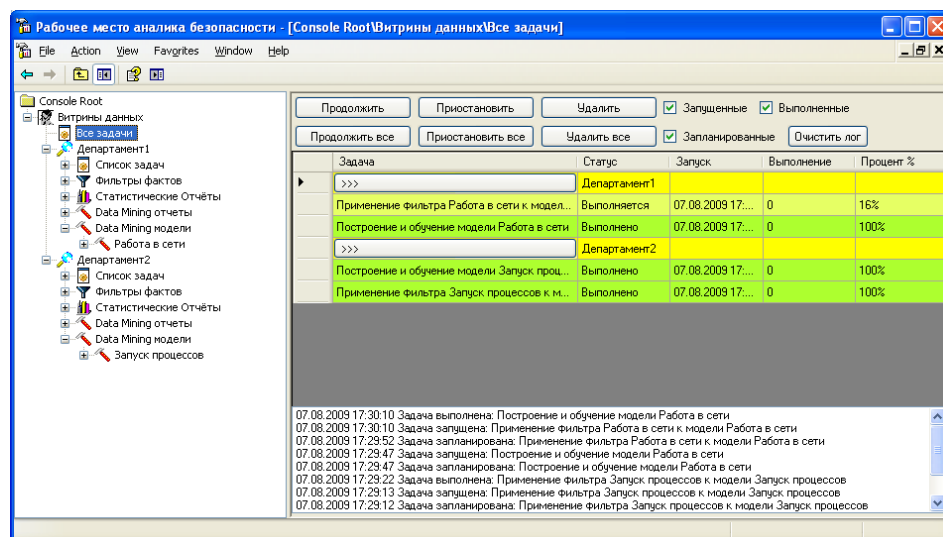 Рабочее место аналика безопасности - [Console Root\Витрины данных\Все задачи]
File Action View Favorites Window Help
Console Root
Витрины данных
Все задачи
Департамент1
Список задач
Фильтры фактов
Статистические Отчёты
Data Mining отчеты
Data Mining модели
Работа в сети
Департамент2
Список задач
Фильтры фактов
Статистические Отчёты
Data Mining отчеты
Data Mining модели
Запуск процессов
Продолжить Приостановить Удалить Запущенные Выполненные
Продолжить все Приостановить все Удалить все Запланированные Очистить лог
Задача Статус Запуск Выполнение Процент %
>>> Департамент1
Применение фильтра Работа в сети к модел... Выполняется 07.08.2009 17:... 0 16%
Построение и обучение модели Работа в сети Выполнено 07.08.2009 17:... 0 100%
>>> Департамент2
Построение и обучение модели Запуск проц... Выполнено 07.08.2009 17:... 0 100%
Применение фильтра Запуск процессов к м... Выполнено 07.08.2009 17:... 0 100%
07.08.2009 17:30:10 Задача выполнена: Построение и обучение модели Работа в сети
07.08.2009 17:30:10 Задача запущена: Применение фильтра Работа в сети к модели Работа в сети
07.08.2009 17:29:52 Задача запланирована: Применение фильтра Работа в сети к модели Работа в сети
07.08.2009 17:29:47 Задача запущена: Построение и обучение модели Работа в сети
07.08.2009 17:29:47 Задача запланирована: Построение и обучение модели Работа в сети
07.08.2009 17:29:22 Задача выполнена: Применение фильтра Запуск процессов к модели Запуск процессов
07.08.2009 17:29:13 Задача запущена: Применение фильтра Запуск процессов к модели Запуск процессов
07.08.2009 17:29:12 Задача запланирована: Применение фильтра Запуск процессов к модели Запуск процессов